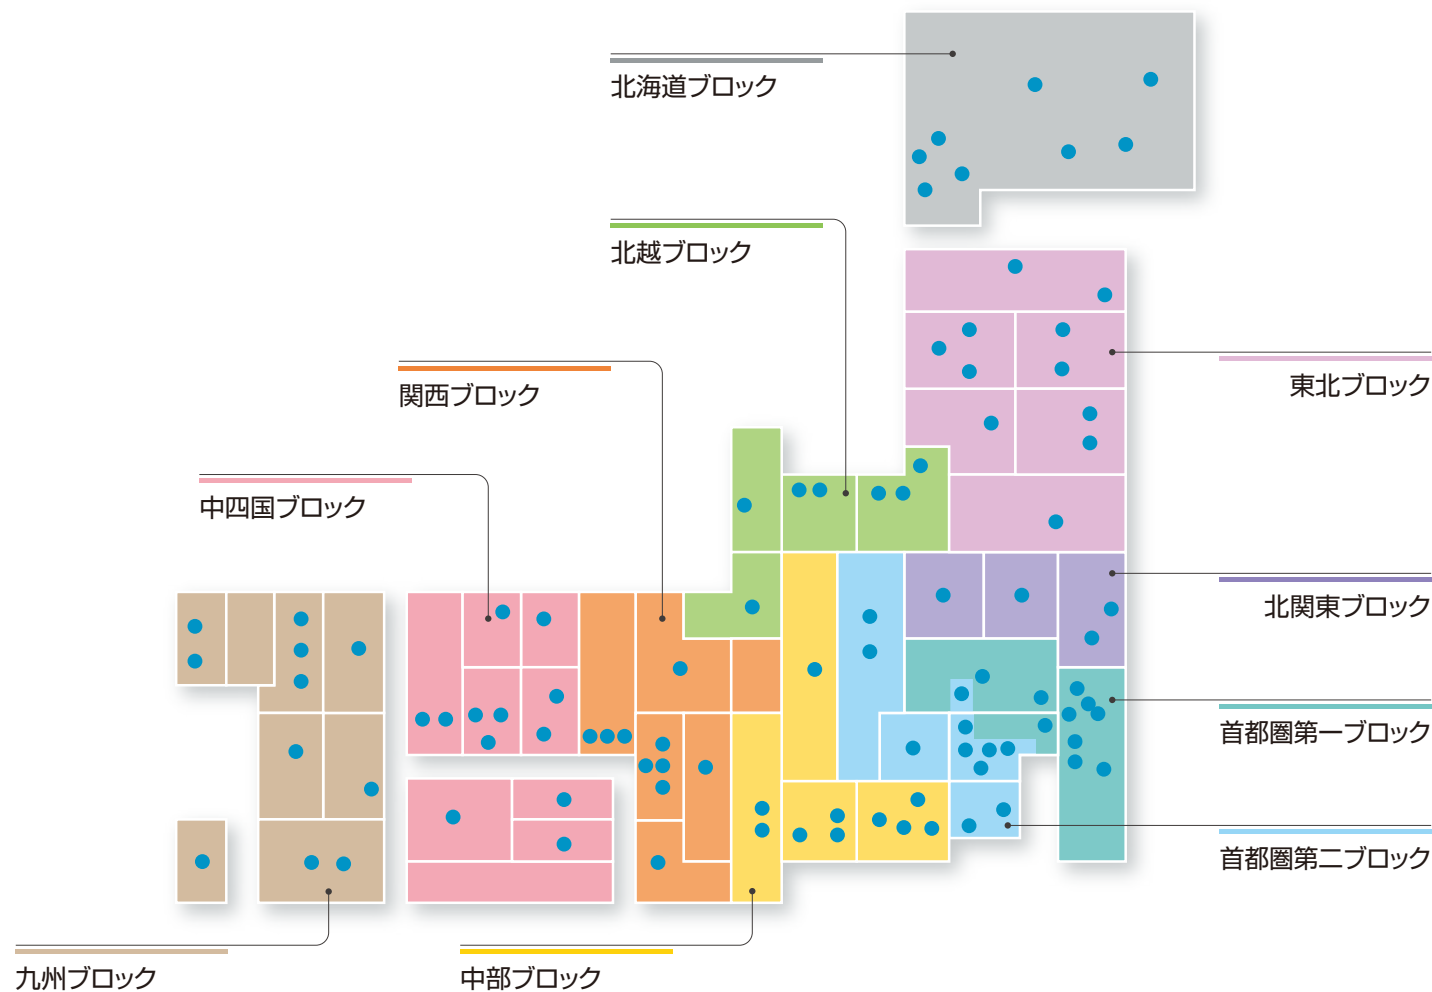 北海道ブロック
北越ブロック
関西ブロック
東北ブロック
中四国ブロック
北関東ブロック
首都圏第一ブロック
首都圏第二ブロック
九州ブロック
中部ブロック